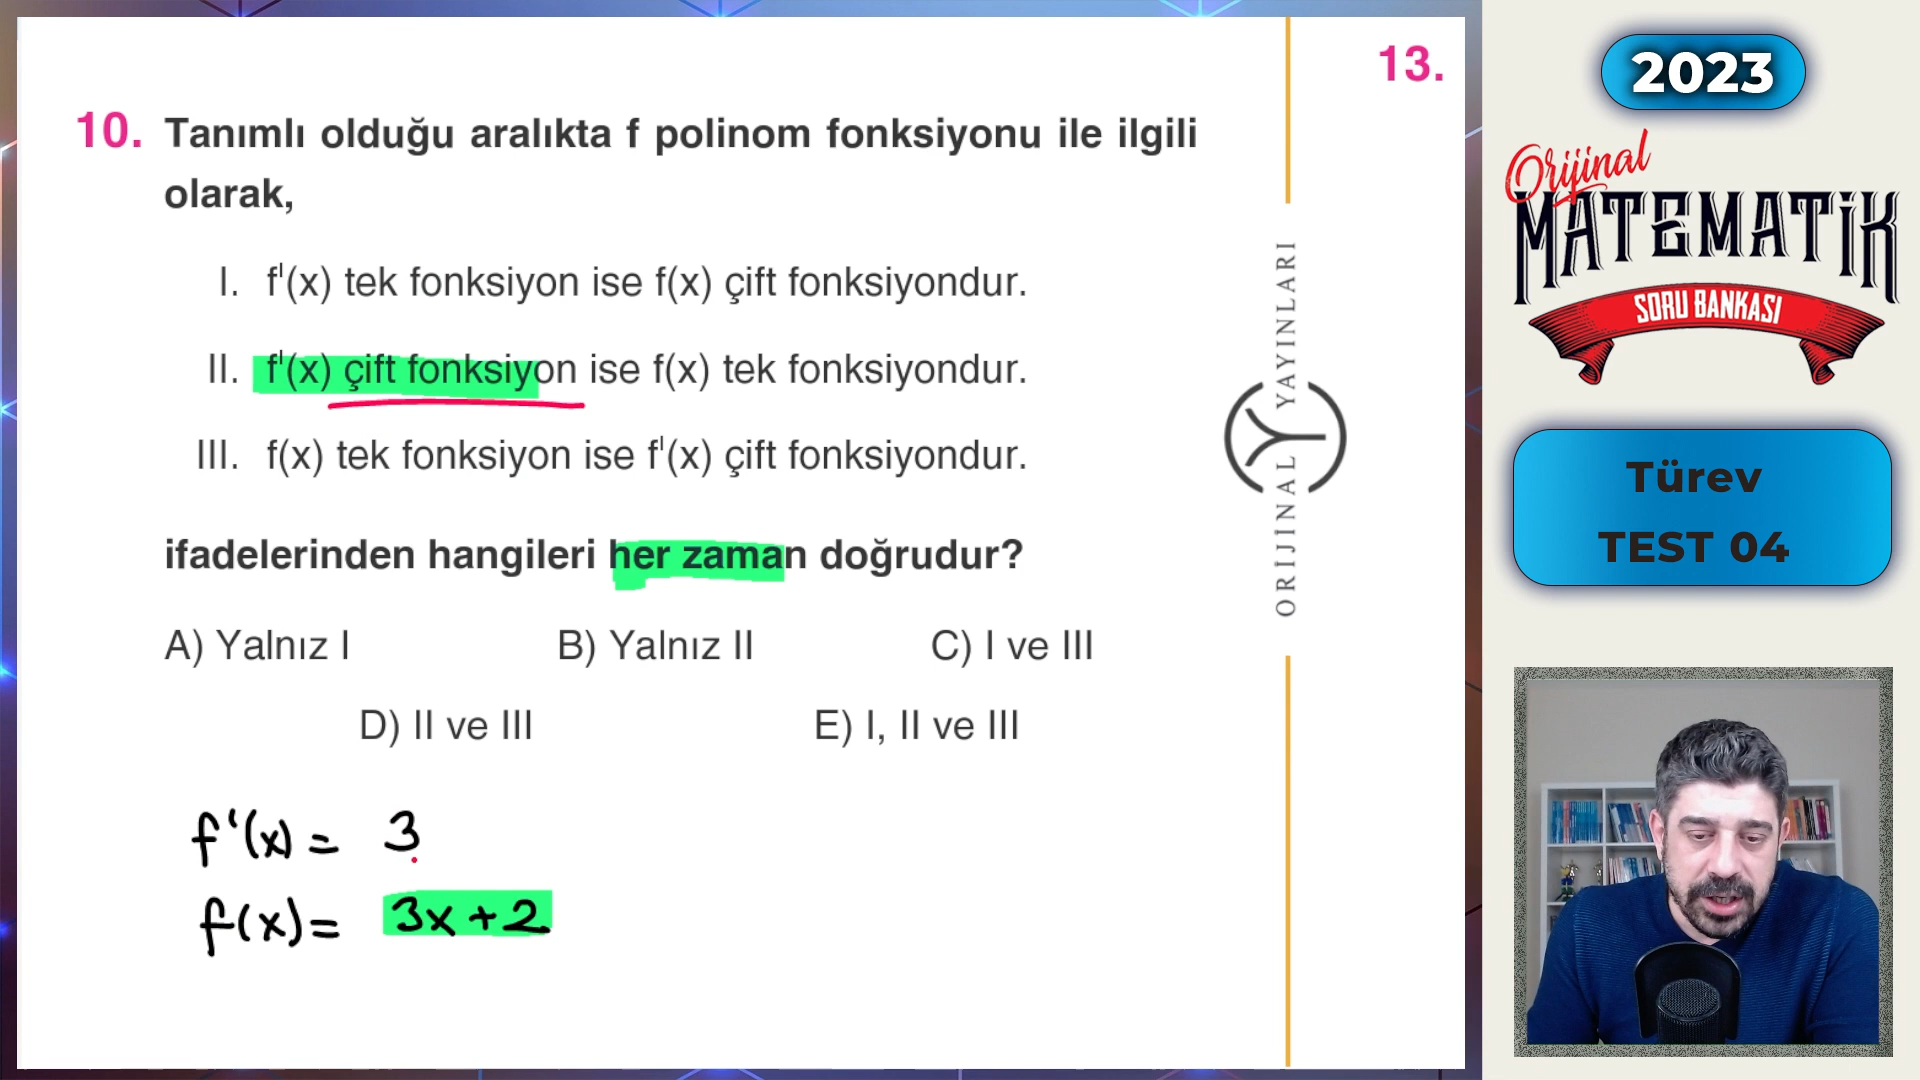 13.
10. Tanımlı olduğu aralıkta f polinom fonksiyonu ile ilgili
olarak,
I. f'(x) tek fonksiyon ise f(x) çift fonksiyondur.
II. f'(x) çift fonksiyon ise f(x) tek fonksiyondur.
III. f(x) tek fonksiyon ise f'(x) çift fonksiyondur.
ifadelerinden hangileri her zaman doğrudur?
A) Yalnız I B) Yalnız II C) I ve III
D) II ve III E) I, II ve III
f'(x) = 3
f(x) = 3x+2
ORİJİNAL YAYINLARI
2023
Orijinal
MATEMATİK
SORU BANKASI
Türev
TEST 04